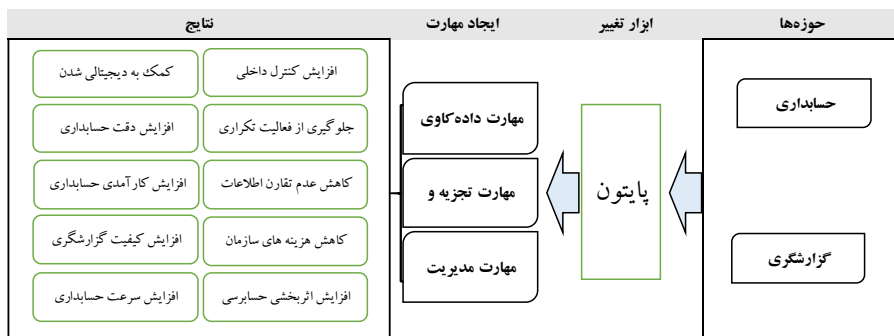 حوزه‌ها
ابزار تغییر
ایجاد مهارت
نتایج
حسابداری
گزارشگری
پایتون
مهارت داده‌کاوی
مهارت تجزیه و
مهارت مدیریت
افزایش کنترل داخلی
کمک به دیجیتالی شدن
جلوگیری از فعالیت تکراری
افزایش دقت حسابداری
کاهش عدم تقارن اطلاعات
افزایش کارآمدی حسابداری
کاهش هزینه های سازمان
افزایش کیفیت گزارشگری
افزایش اثربخشی حسابرسی
افزایش سرعت حسابداری